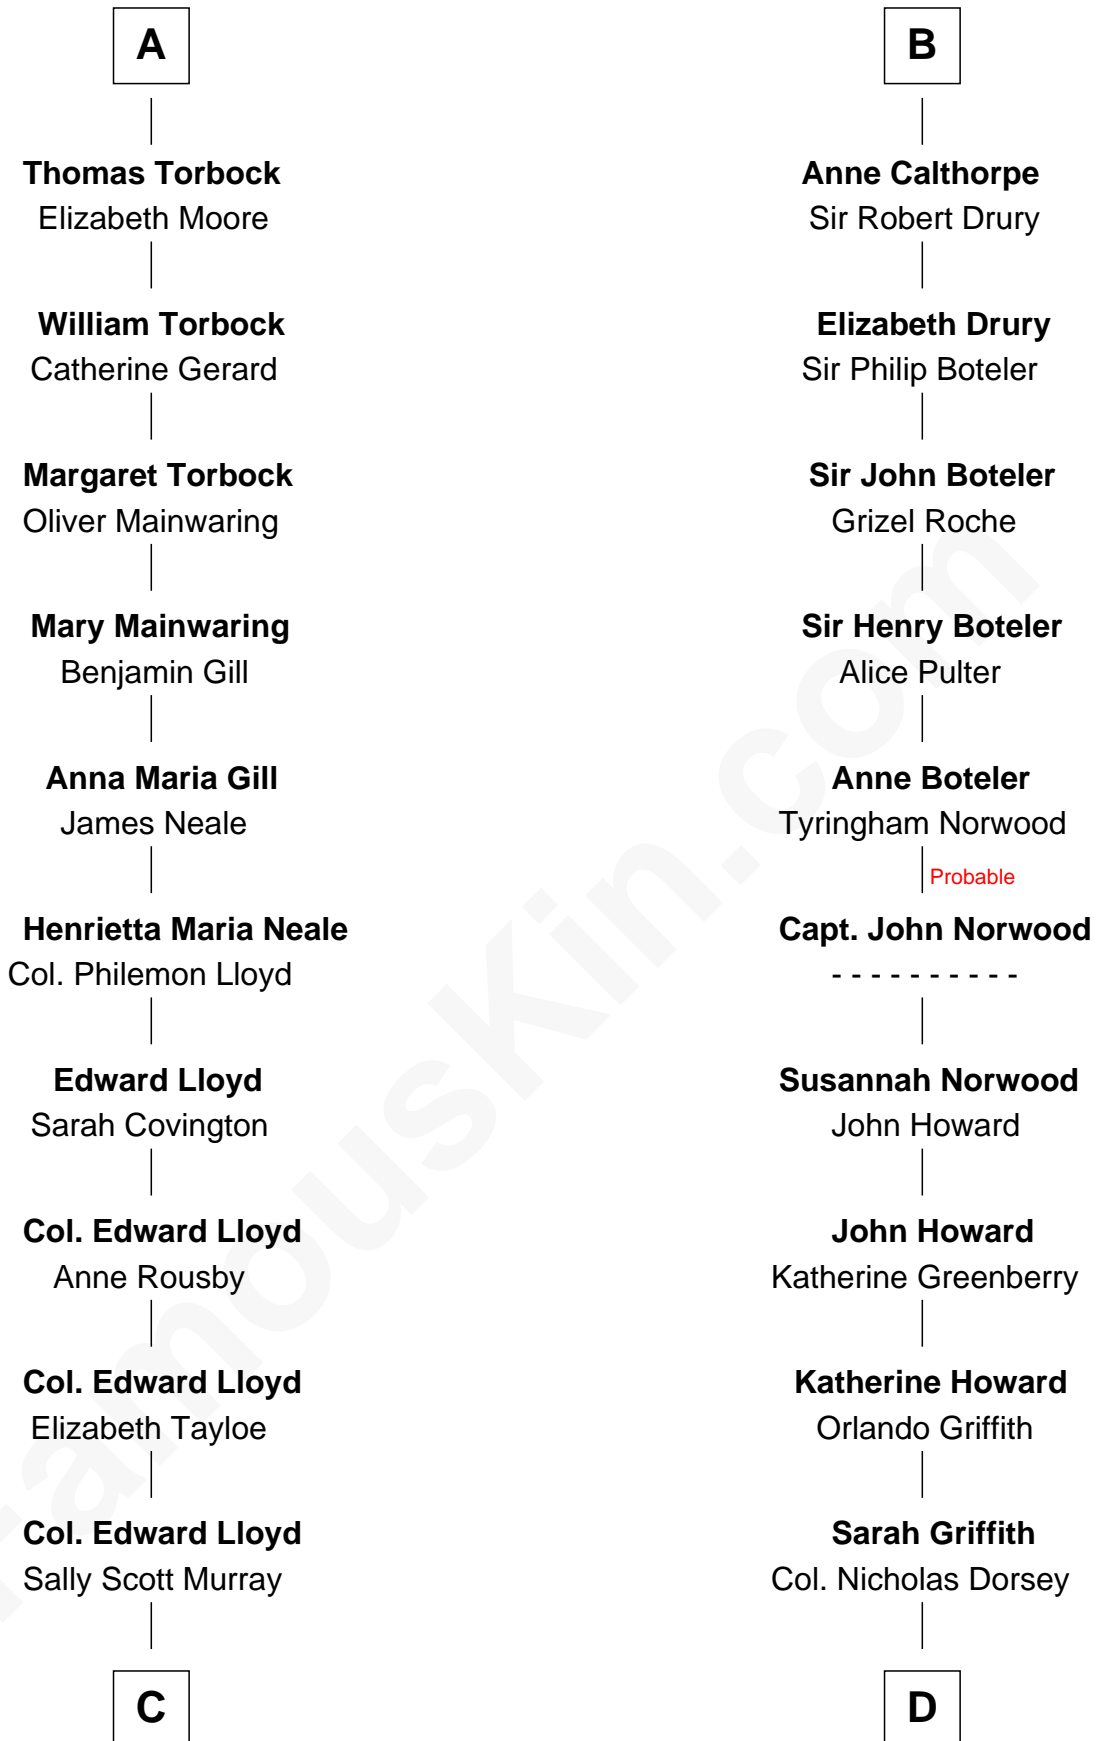 A
Thomas Torbock
Elizabeth Moore
William Torbock
Catherine Gerard
Margaret Torbock
Oliver Mainwaring
Mary Mainwaring
Benjamin Gill
Anna Maria Gill
James Neale
Henrietta Maria Neale
Col. Philemon Lloyd
Edward Lloyd
Sarah Covington
Col. Edward Lloyd
Anne Rousby
Col. Edward Lloyd
Elizabeth Tayloe
Col. Edward Lloyd
Sally Scott Murray
C
B
Anne Calthorpe
Sir Robert Drury
Elizabeth Drury
Sir Philip Boteler
Sir John Boteler
Grizel Roche
Sir Henry Boteler
Alice Pulter
Anne Boteler
Tyringham Norwood
Probable
Capt. John Norwood
- - - - - - - - - -
Susannah Norwood
John Howard
John Howard
Katherine Greenberry
Katherine Howard
Orlando Griffith
Sarah Griffith
Col. Nicholas Dorsey
D
FamousKin.com